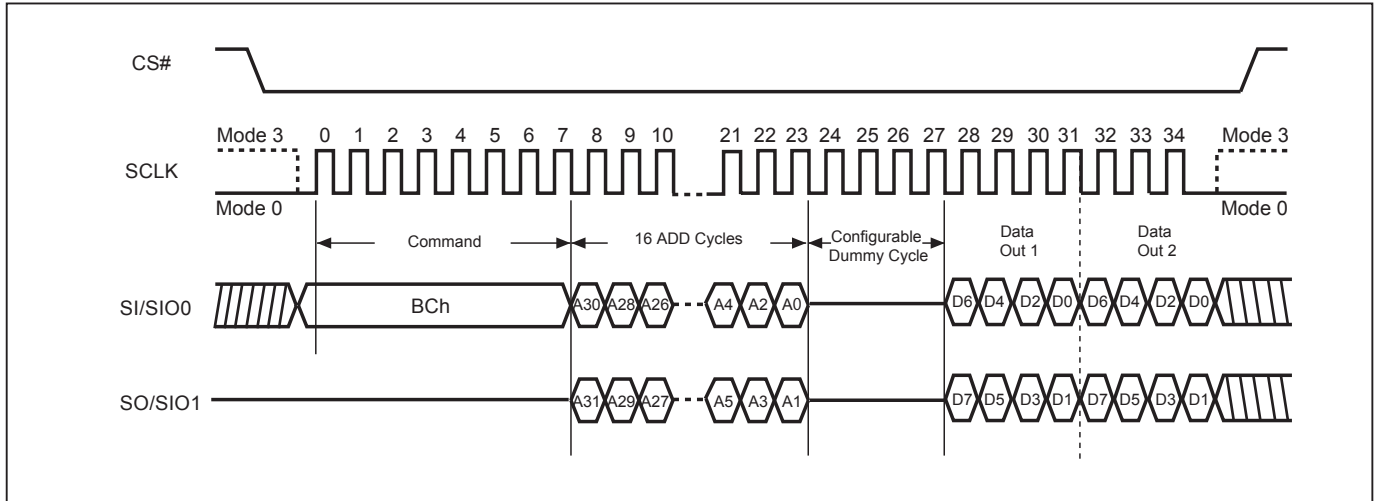 CS#
Mode 3 0 1 2 3 4 5 6 7 8 9 10 21 22 23 24 25 26 27 28 29 30 31 32 33 34 Mode 3
SCLK
Mode 0 Mode 0
Command 16 ADD Cycles Configurable Dummy Cycle Data Out 1 Data Out 2
SI/SIO0 BCh A30 A28 A26 A4 A2 A0 D6 D4 D2 D0 D6 D4 D2 D0
SO/SIO1 A31 A29 A27 A5 A3 A1 D7 D5 D3 D1 D7 D5 D3 D1